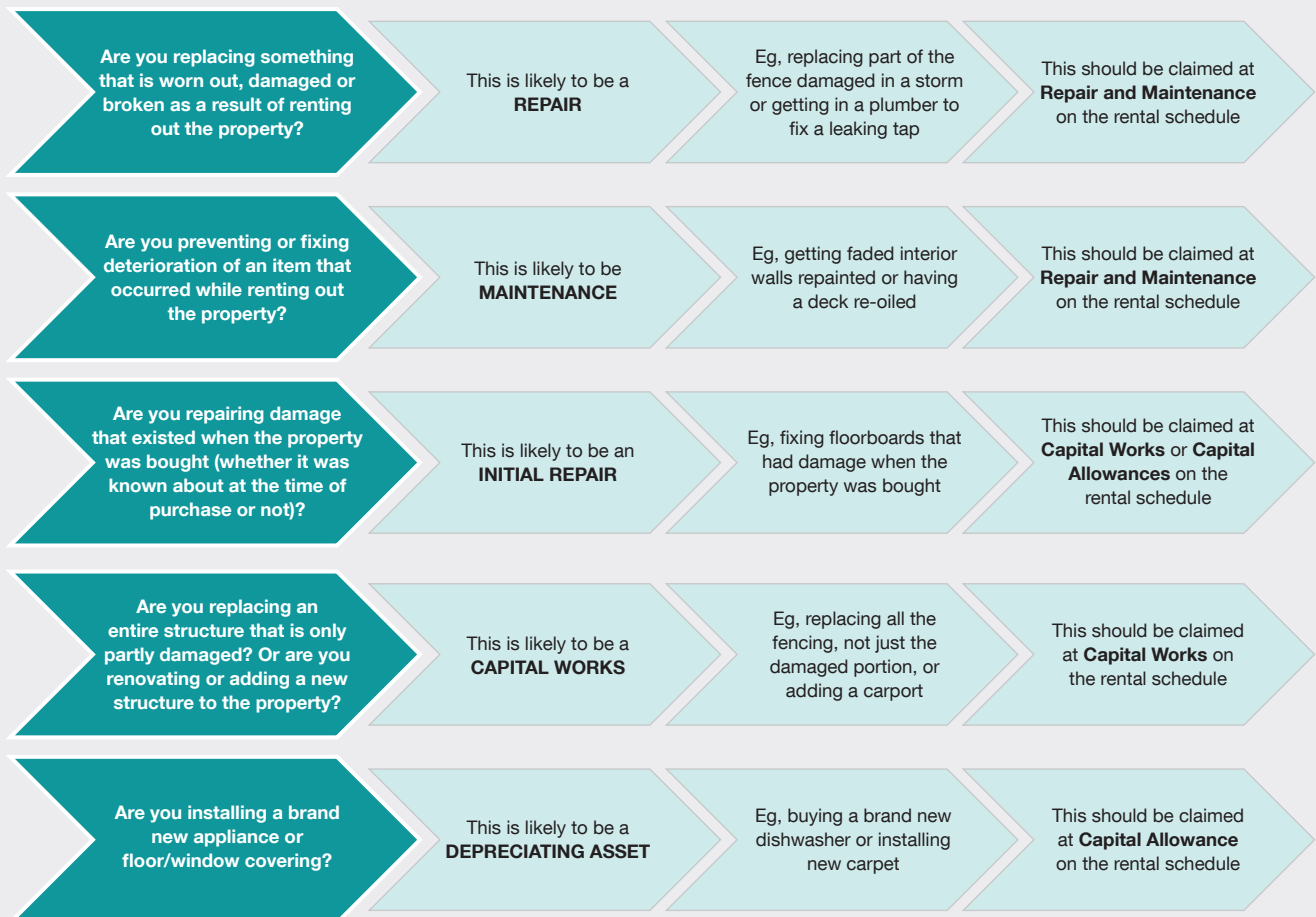 Are you replacing something
that is worn out, damaged or
broken as a result of renting
out the property?
This is likely to be a
REPAIR
Eg, replacing part of the
fence damaged in a storm
or getting in a plumber to
fix a leaking tap
This should be claimed at
Repair and Maintenance
on the rental schedule
Are you preventing or fixing
deterioration of an item that
occurred while renting out
the property?
This is likely to be
MAINTENANCE
Eg, getting faded interior
walls repainted or having
a deck re-oiled
This should be claimed at
Repair and Maintenance
on the rental schedule
Are you repairing damage
that existed when the property
was bought (whether it was
known about at the time of
purchase or not)?
This is likely to be an
INITIAL REPAIR
Eg, fixing floorboards that
had damage when the
property was bought
This should be claimed at
Capital Works or Capital
Allowances on the
rental schedule
Are you replacing an
entire structure that is only
partly damaged? Or are you
renovating or adding a new
structure to the property?
This is likely to be a
CAPITAL WORKS
Eg, replacing all the
fencing, not just the
damaged portion, or
adding a carport
This should be claimed
at Capital Works on
the rental schedule
Are you installing a brand
new appliance or
floor/window covering?
This is likely to be a
DEPRECIATING ASSET
Eg, buying a brand new
dishwasher or installing
new carpet
This should be claimed
at Capital Allowance
on the rental schedule